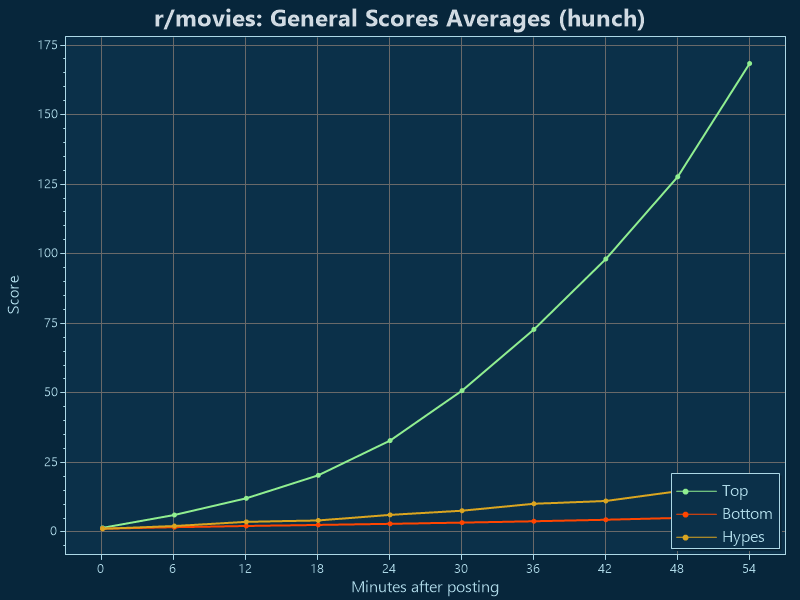 r/movies: General Scores Averages (hunch)
175
150
125
100
75
50
25
0
Score
0 6 12 18 24 30 36 42 48 54
Minutes after posting
Top
Bottom
Hypes